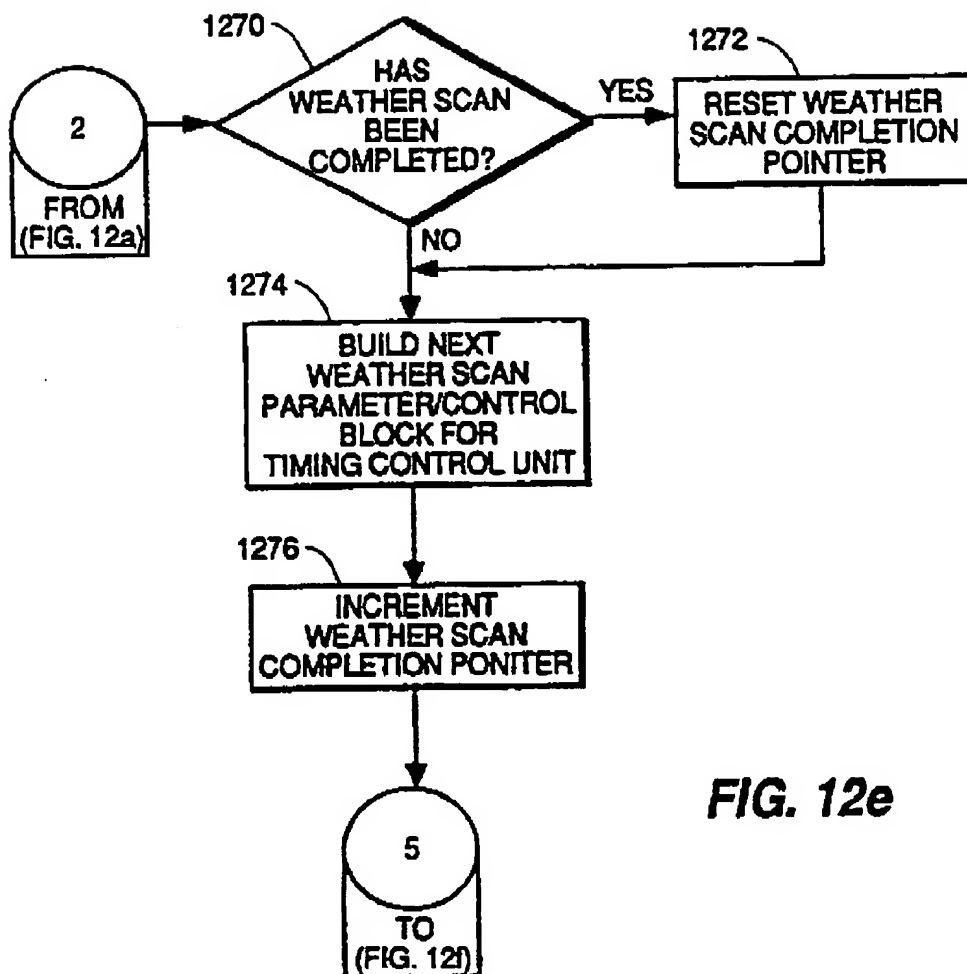 1270
HAS
WEATHER SCAN
BEEN
COMPLETED?
YES
1272
RESET WEATHER
SCAN COMPLETION
POINTER
2
FROM
(FIG. 12a)
NO
1274
BUILD NEXT
WEATHER SCAN
PARAMETER/CONTROL
BLOCK FOR
TIMING CONTROL UNIT
1276
INCREMENT
WEATHER SCAN
COMPLETION PONITER
FIG. 12e
5
TO
(FIG. 12f)